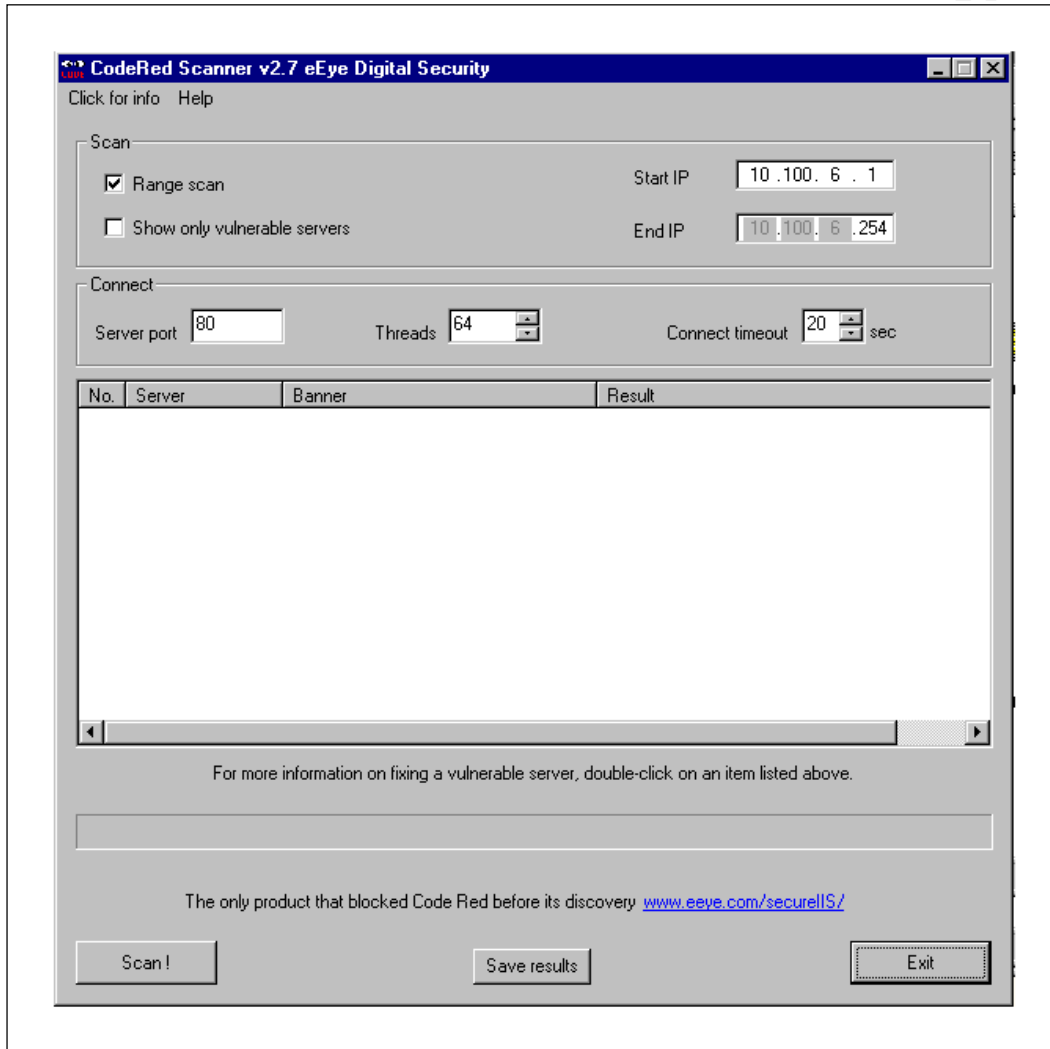 CodeRed Scanner v2.7 eEye Digital Security
Click for info Help
Scan
Range scan
Start IP 10 .100. 6 . 1
Show only vulnerable servers
End IP 10 .100. 6 .254
Connect
Server port 80 Threads 64 Connect timeout 20 sec
No. Server Banner Result
For more information on fixing a vulnerable server, double-click on an item listed above.
The only product that blocked Code Red before its discovery www.eeye.com/secureIIS/
Scan ! Save results Exit